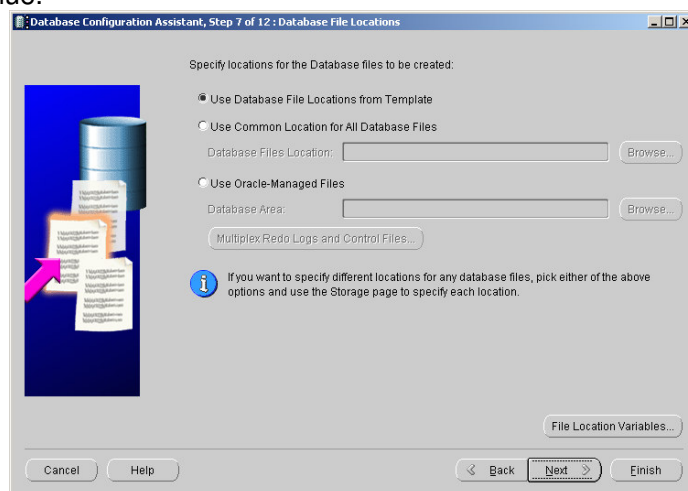 Database Configuration Assistant, Step 7 of 12 : Database File Locations
Specify locations for the Database files to be created:
Use Database File Locations from Template
Use Common Location for All Database Files
Database Files Location:
Browse...
Use Oracle-Managed Files
Database Area:
Browse...
Multiplex Redo Logs and Control Files...
If you want to specify different locations for any database files, pick either of the above
options and use the Storage page to specify each location.
File Location Variables...
Cancel
Help
Back
Next
Finish